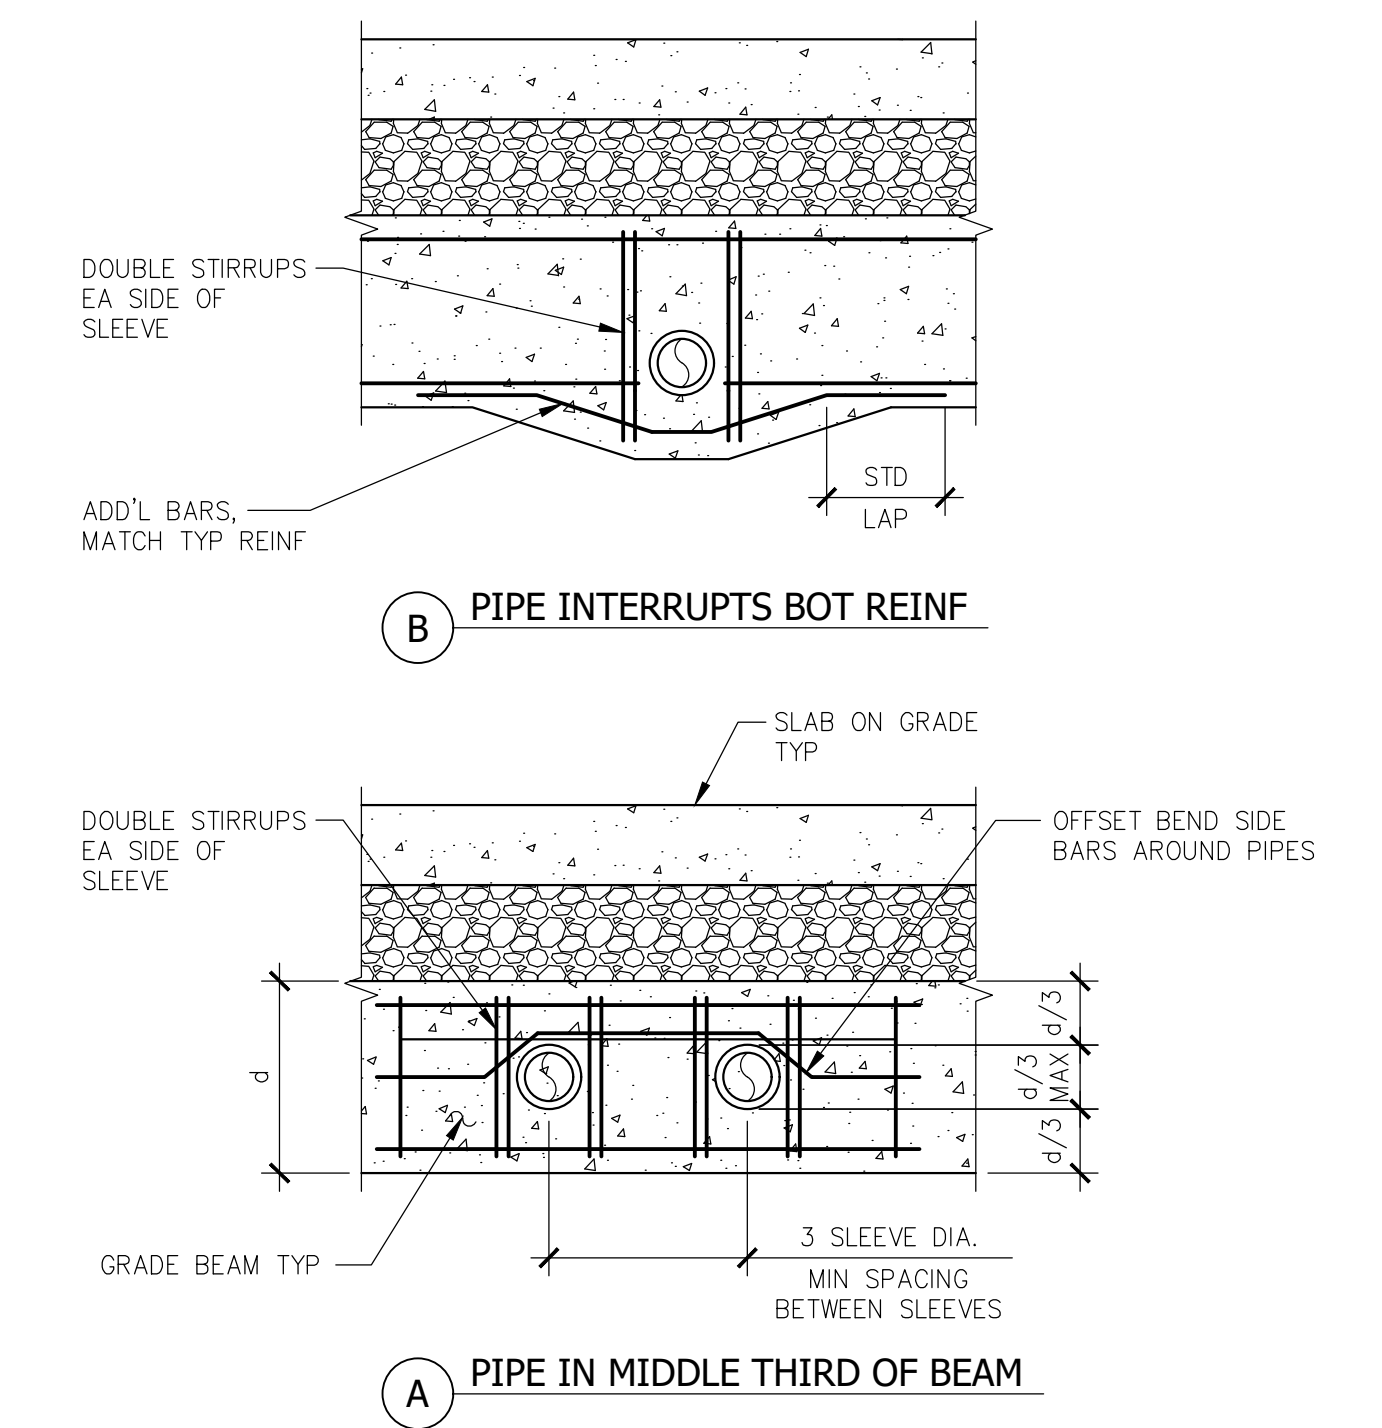 DOUBLE STIRRUPS
EA SIDE OF
SLEEVE
ADD'L BARS,
MATCH TYP REINF
STD
LAP
B
PIPE INTERRUPTS BOT REINF
SLAB ON GRADE
TYP
DOUBLE STIRRUPS
EA SIDE OF
SLEEVE
OFFSET BEND SIDE
BARS AROUND PIPES
d
d/3
d/3
MAX
d/3
GRADE BEAM TYP
3 SLEEVE DIA.
MIN SPACING
BETWEEN SLEEVES
A
PIPE IN MIDDLE THIRD OF BEAM